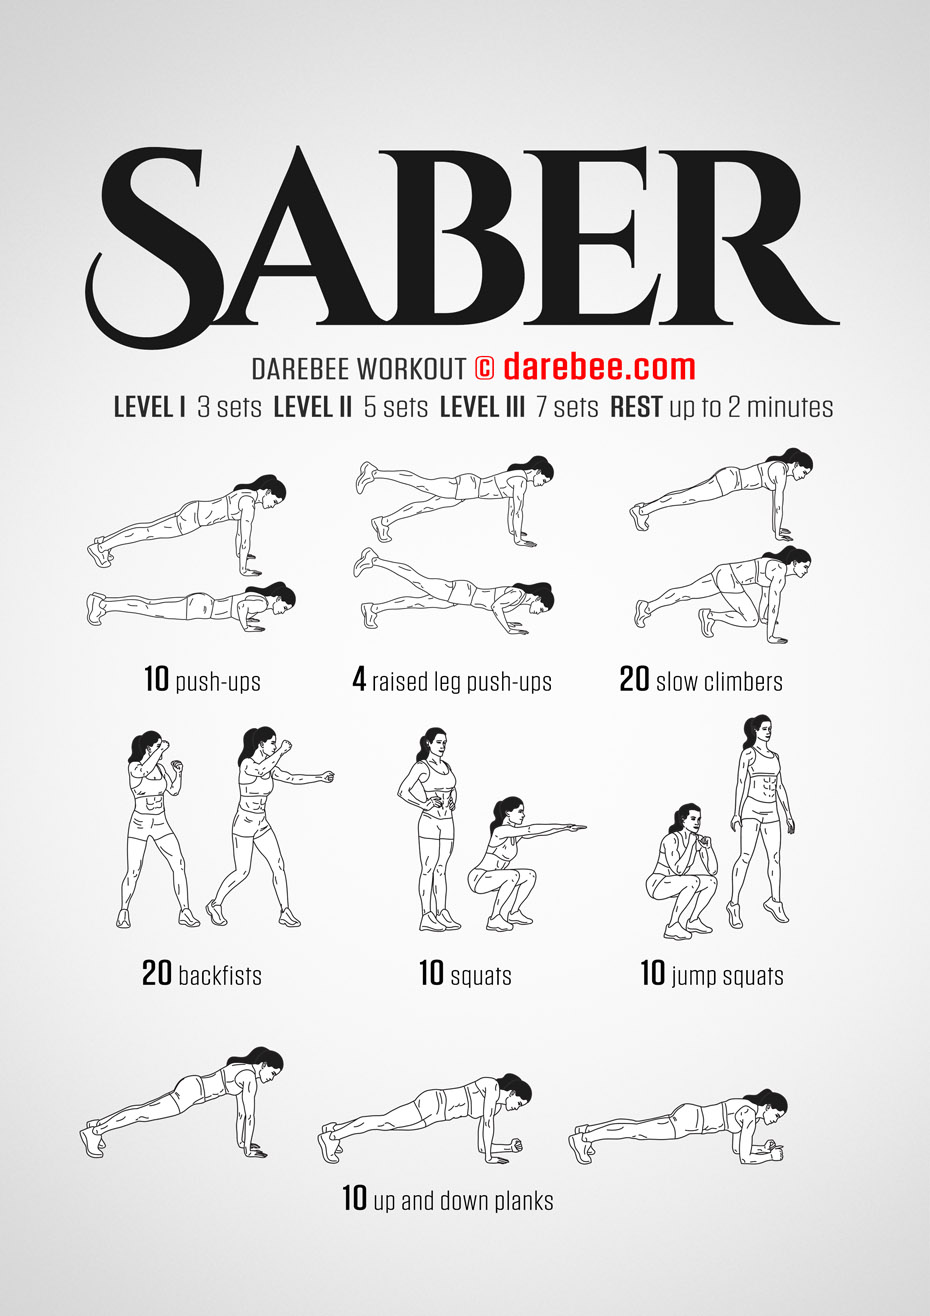 SABER
DAREBEE WORKOUT © darebee.com
LEVEL I 3 sets LEVEL II 5 sets LEVEL III 7 sets REST up to 2 minutes
10 push-ups
4 raised leg push-ups
20 slow climbers
20 backfists
10 squats
10 jump squats
10 up and down planks